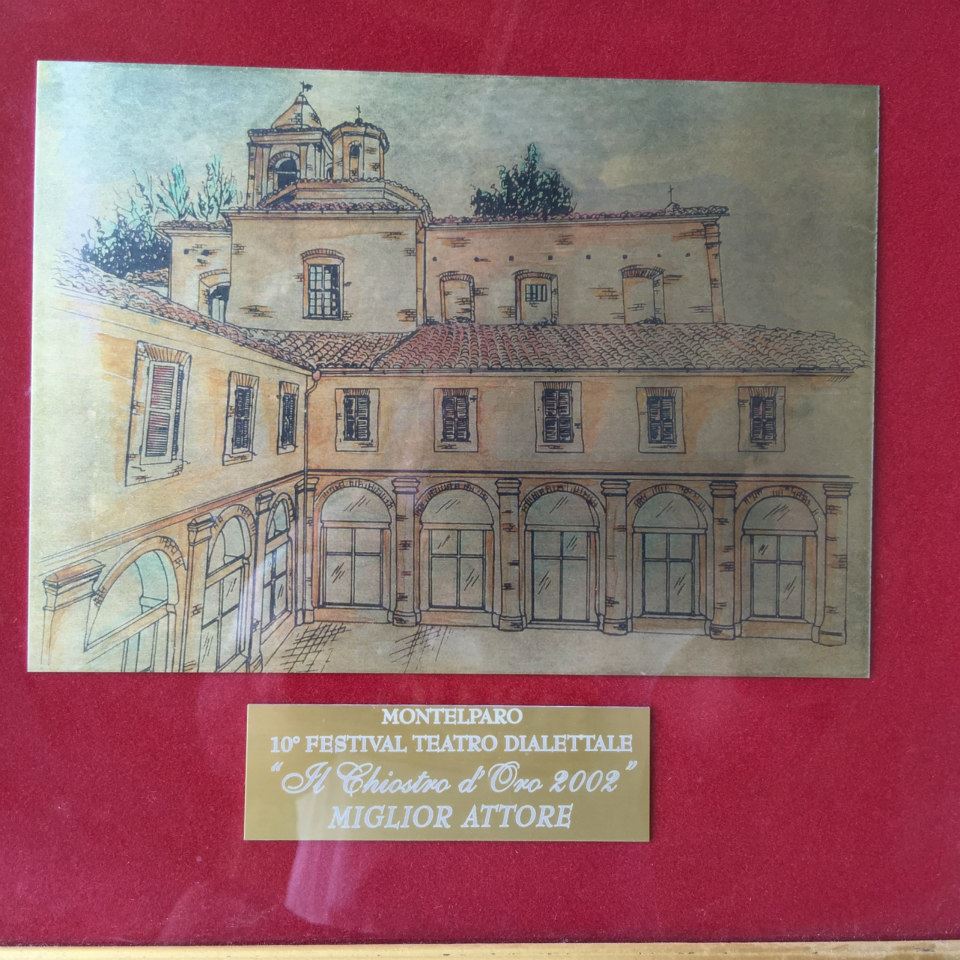 MONTELPARO
10° FESTIVAL TEATRO DIALETTALE
"Il Chiostro d'Oro 2002"
MIGLIOR ATTORE